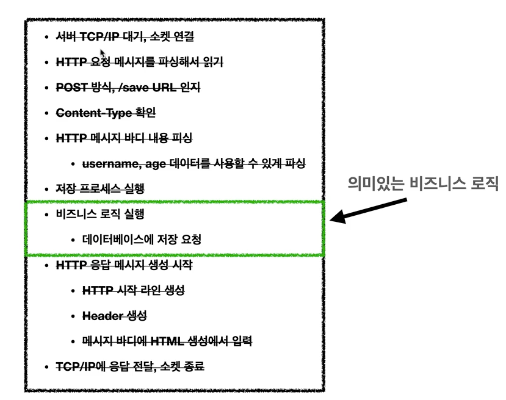 • 서버 TCP/IP 대기, 소켓 연결
• HTTP 요청 메시지를 파싱해서 읽기
• POST 방식, /save URL 인지
• Content-Type 확인
• HTTP 메시지 바디 내용 파싱
• username, age 데이터를 사용할 수 있게 파싱
• 저장 프로세스 실행
• 비즈니스 로직 실행
• 데이터베이스에 저장 요청
• HTTP 응답 메시지 생성 시작
• HTTP 시작 라인 생성
• Header 생성
• 메시지 바디에 HTML 생성에서 입력
• TCP/IP에 응답 전달, 소켓 종료
의미있는 비즈니스 로직